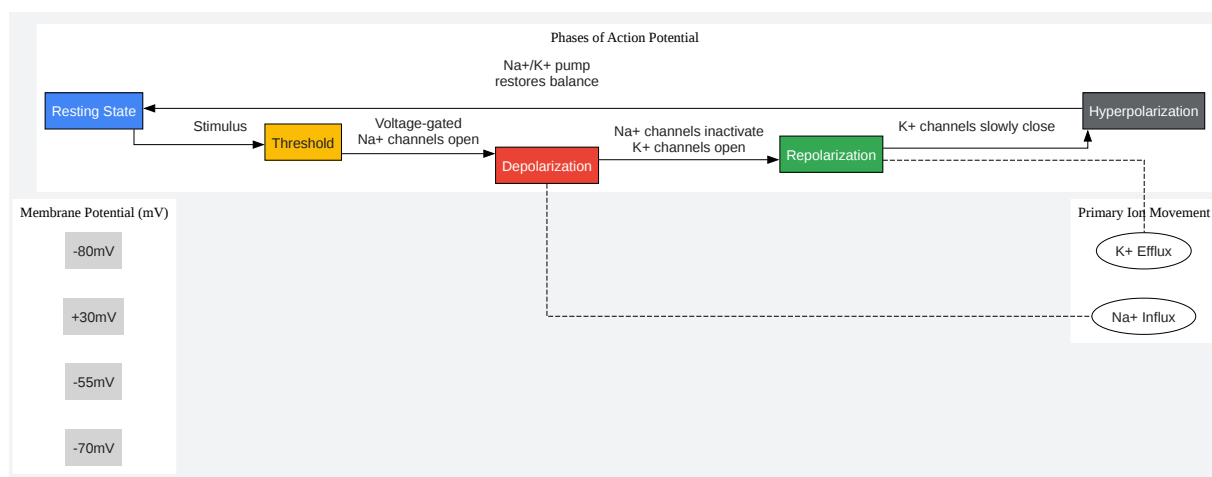 Phases of Action Potential
Na+/K+ pump
restores balance
Resting State
Stimulus
Threshold
Voltage-gated
Na+ channels open
Depolarization
Na+ channels inactivate
K+ channels open
Repolarization
K+ channels slowly close
Hyperpolarization
Membrane Potential (mV)
-80mV
+30mV
-55mV
-70mV
Primary Ion Movement
K+ Efflux
Na+ Influx